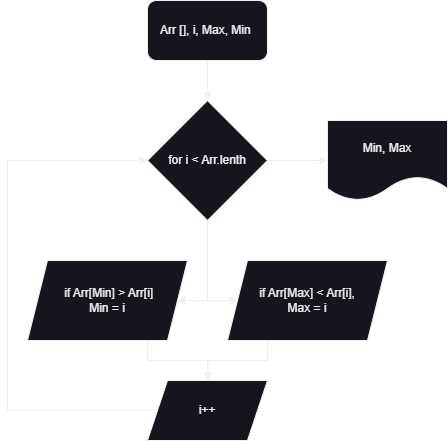 Arr [], i, Max, Min
for i < Arr.lenth
Min, Max
if Arr[Min] > Arr[i]
Min = i
if Arr[Max] < Arr[i],
Max = i
i++